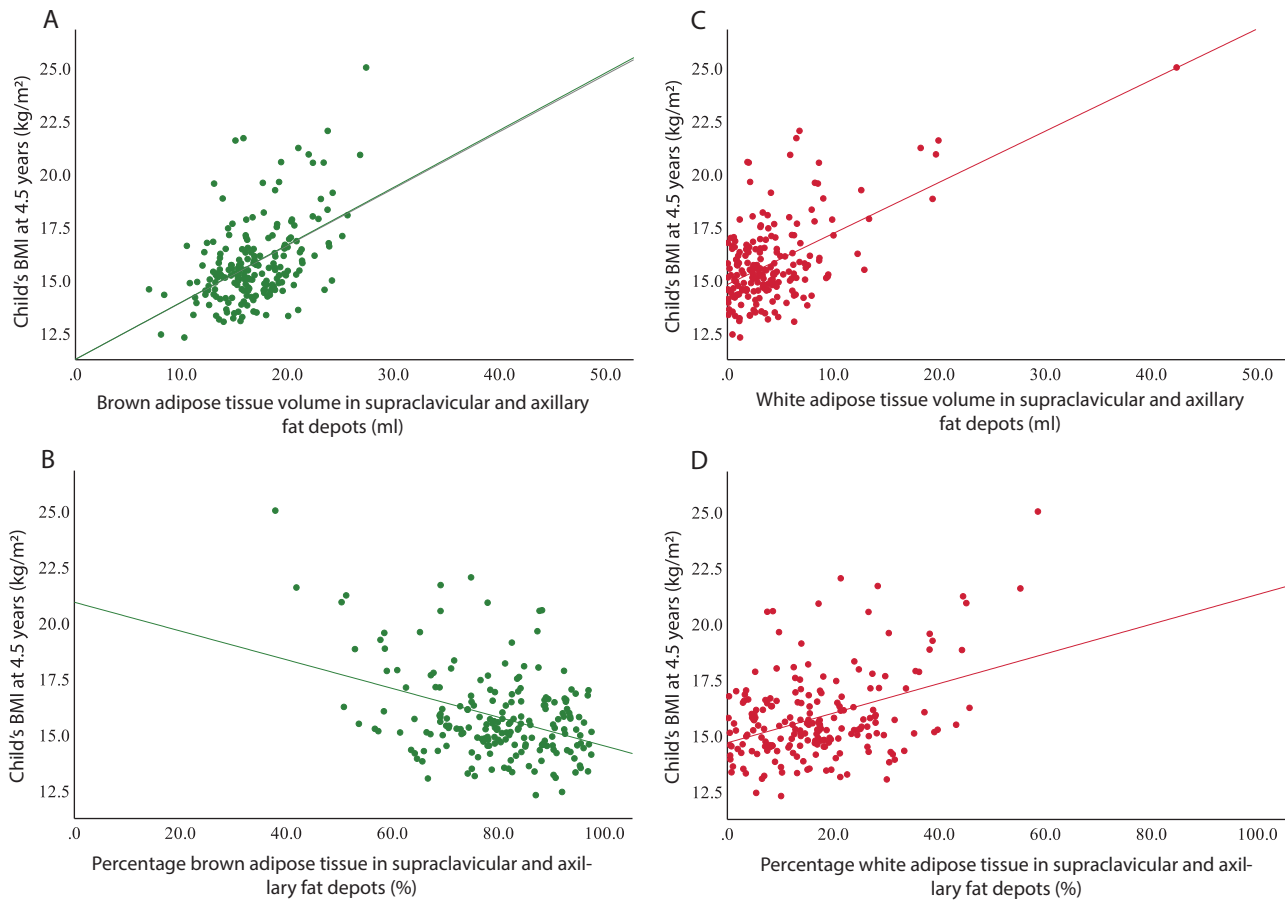 A
Child's BMI at 4.5 years (kg/m²)
25.0
22.5
20.0
17.5
15.0
12.5
.0 10.0 20.0 30.0 40.0 50.0
Brown adipose tissue volume in supraclavicular and axillary
fat depots (ml)
C
Child's BMI at 4.5 years (kg/m²)
25.0
22.5
20.0
17.5
15.0
12.5
.0 10.0 20.0 30.0 40.0 50.0
White adipose tissue volume in supraclavicular and axillary
fat depots (ml)
B
Child's BMI at 4.5 years (kg/m²)
25.0
22.5
20.0
17.5
15.0
12.5
.0 20.0 40.0 60.0 80.0 100.0
Percentage brown adipose tissue in supraclavicular and axil-
lary fat depots (%)
D
Child's BMI at 4.5 years (kg/m²)
25.0
22.5
20.0
17.5
15.0
12.5
.0 20.0 40.0 60.0 80.0 100.0
Percentage white adipose tissue in supraclavicular and axil-
lary fat depots (%)